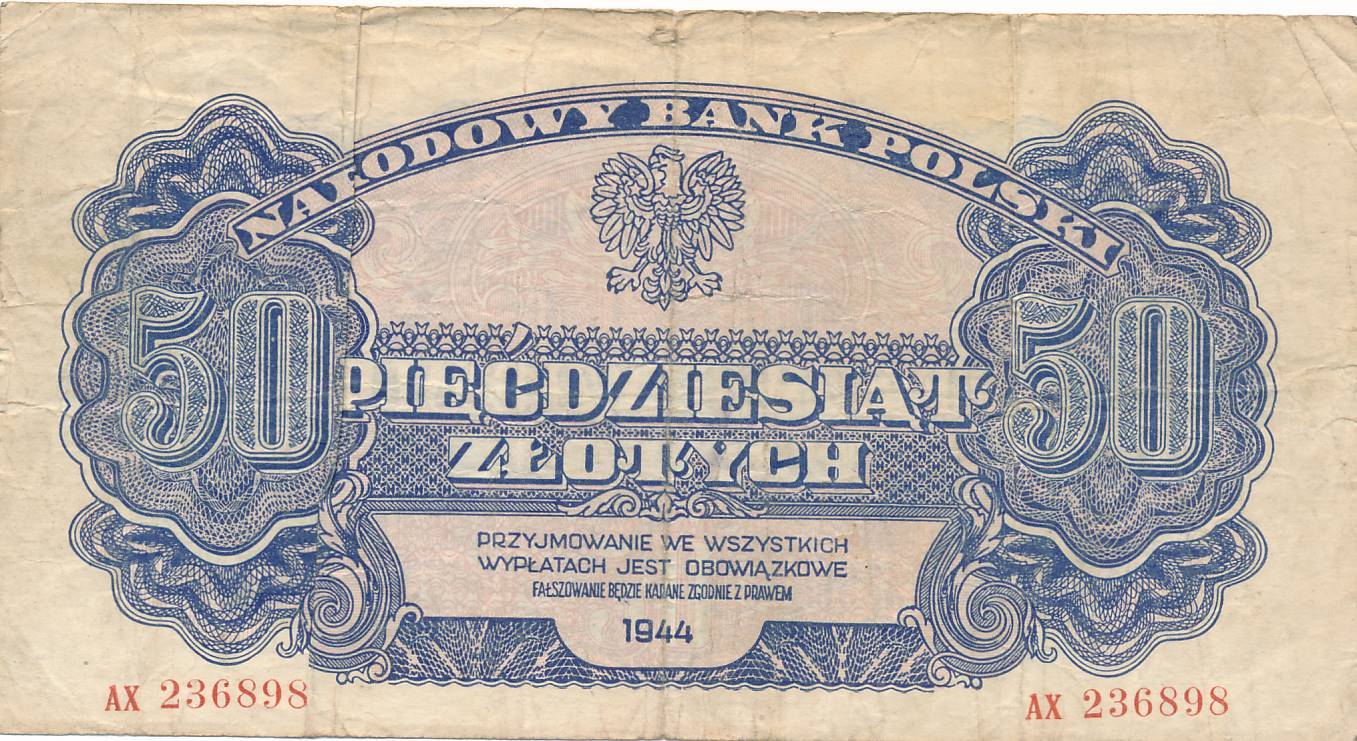 NARODOWY BANK POLSKI
50 50
PIĘĆDZIESIĄT
ZŁOTYCH
PRZYJMOWANIE WE WSZYSTKICH
WYPŁATACH JEST OBOWIĄZKOWE
FAŁSZOWANIE BĘDZIE KARANE ZGODNIE Z PRAWEM
1944
AX 236898 AX 236898